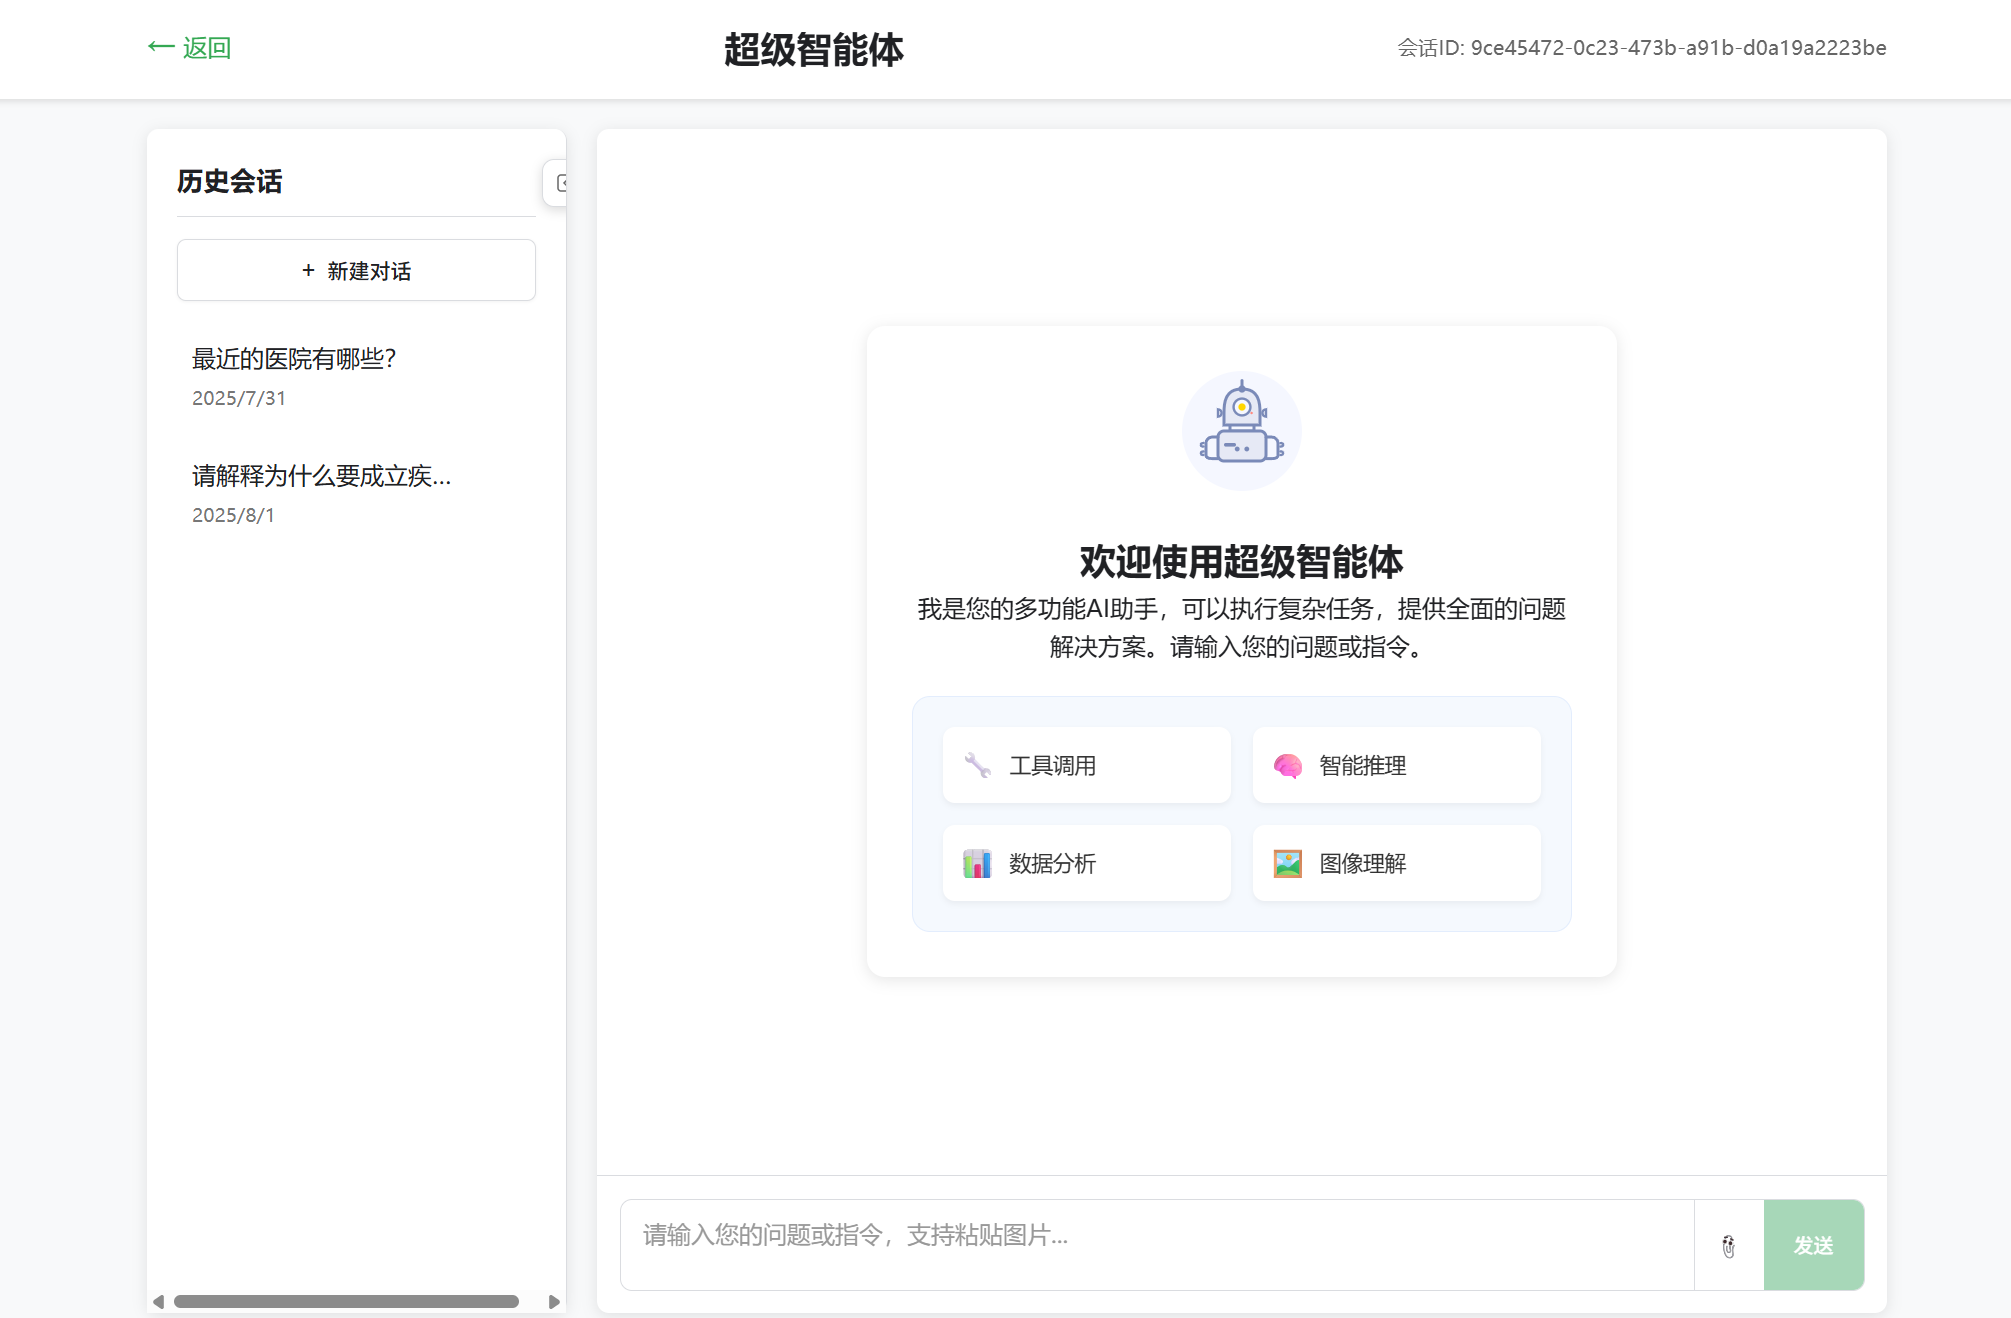 ← 返回
超级智能体
会话ID: 9ce45472-0c23-473b-a91b-d0a19a2223be
历史会话
+ 新建对话
最近的医院有哪些?
2025/7/31
请解释为什么要成立疾...
2025/8/1
欢迎使用超级智能体
我是您的多功能AI助手，可以执行复杂任务，提供全面的问题
解决方案。请输入您的问题或指令。
工具调用
智能推理
数据分析
图像理解
请输入您的问题或指令，支持粘贴图片...
发送